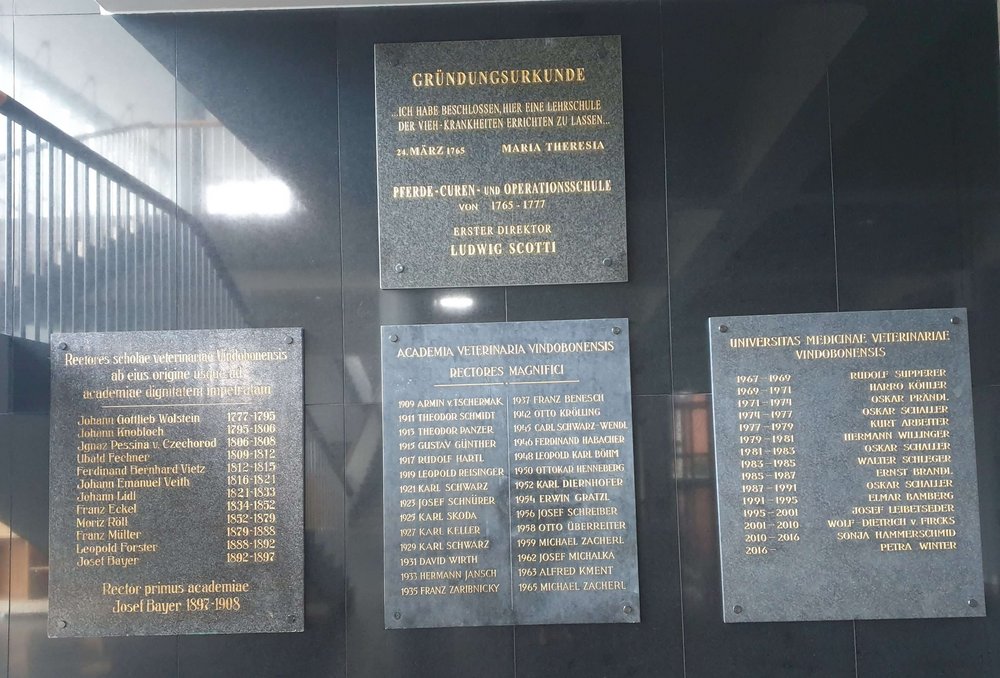 GRÜNDUNGSURKUNDE
...ICH HABE BESCHLOSSEN, HIER EINE LEHRSCHULE
DER VIEH-KRANKHEITEN ERRICHTEN ZU LASSEN...
24. MÄRZ 1765 MARIA THERESIA
PFERDE-CUREN- UND OPERATIONSSCHULE
VON 1765-1777
ERSTER DIREKTOR
LUDWIG SCOTTI
Rectores scholae veterinariae Vindobonensis
ab eius origine usque ad
academiae dignitatem impetratam
Johann Gottlieb Wolstein 1777-1795
Johann Knobloch 1795-1806
Ignaz Pessina v. Czechorod 1806-1808
Ubald Fechner 1809-1812
Ferdinand Bernhard Vietz 1812-1815
Johann Emanuel Veith 1816-1821
Johann Lidl 1821-1833
Franz Eckel 1834-1852
Moriz Röll 1852-1879
Franz Müller 1879-1888
Leopold Forster 1888-1892
Josef Bayer 1892-1897
Rector primus academiae
Josef Bayer 1897-1908
ACADEMIA VETERINARIA VINDOBONENSIS
RECTORES MAGNIFICI
1909 ARMIN v. TSCHERMAK
1911 THEODOR SCHMIDT
1913 THEODOR PANZER
1915 GUSTAV GÜNTHER
1917 RUDOLF HARTL
1919 LEOPOLD REISINGER
1921 KARL SCHWARZ
1923 JOSEF SCHNÜRER
1925 KARL SKODA
1927 KARL KELLER
1929 KARL SCHWARZ
1931 DAVID WIRTH
1933 HERMANN JANSCH
1935 FRANZ ZARIBNICKY
1937 FRANZ BENESCH
1942 OTTO KRÖLLING
1945 CARL SCHWARZ-WENDL
1946 FERDINAND HABACHER
1948 LEOPOLD KARL BÖHM
1950 OTTOKAR HENNEBERG
1952 KARL DIERNHOFER
1954 ERWIN GRATZL
1956 JOSEF SCHREIBER
1958 OTTO ÜBERREITER
1959 MICHAEL ZACHERL
1962 JOSEF MICHALKA
1963 ALFRED KMENT
1965 MICHAEL ZACHERL
UNIVERSITAS MEDICINAE VETERINARIAE
VINDOBONENSIS
1967-1969 RUDOLF SUPPERER
1969-1971 HARRO KÖHLER
1971-1974 OSKAR PRÄNDL
1974-1977 OSKAR SCHALLER
1977-1979 KURT ARBEITER
1979-1981 HERMANN WILLINGER
1981-1983 OSKAR SCHALLER
1983-1985 WALTER SCHLEGER
1985-1987 ERNST BRANDL
1987-1991 OSKAR SCHALLER
1991-1995 ELMAR BAMBERG
1995-2001 JOSEF LEIBETSEDER
2001-2010 WOLF-DIETRICH v. FIRCKS
2010-2016 SONJA HAMMERSCHMID
2016- PETRA WINTER